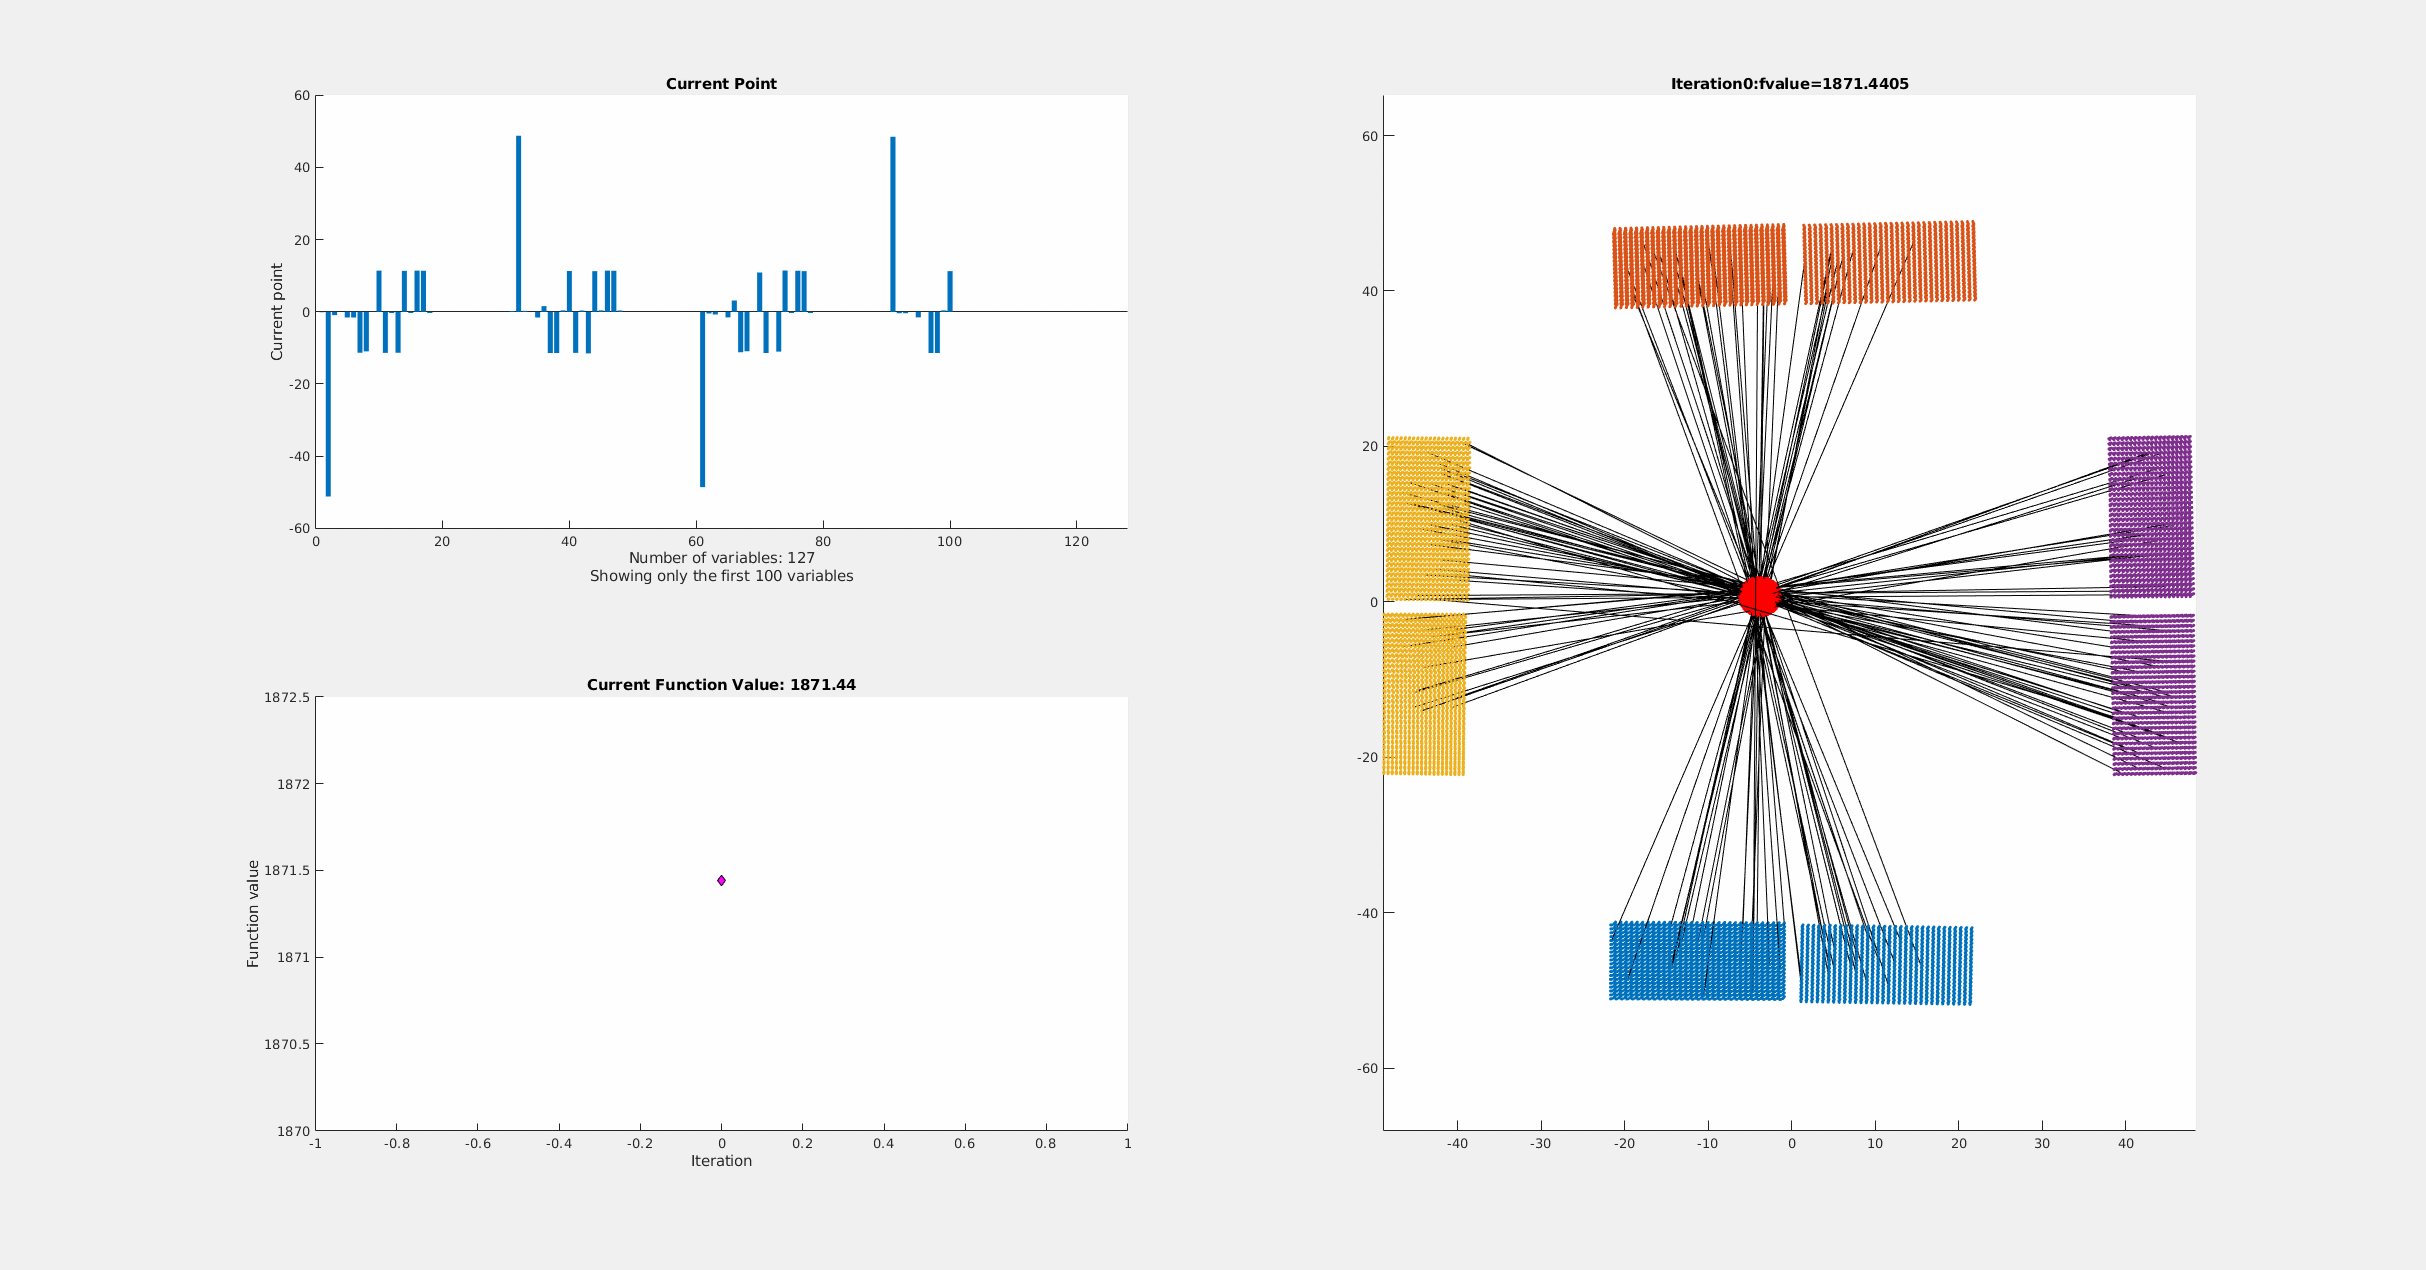 Current Point
60
40
20
0
-20
-40
-60
Current point
0 20 40 60 80 100 120
Number of variables: 127
Showing only the first 100 variables
Current Function Value: 1871.44
1872.5
1872
1871.5
1871
1870.5
1870
Function value
-1 -0.8 -0.6 -0.4 -0.2 0 0.2 0.4 0.6 0.8 1
Iteration
Iteration0:fvalue=1871.4405
60
40
20
0
-20
-40
-60
-40 -30 -20 -10 0 10 20 30 40